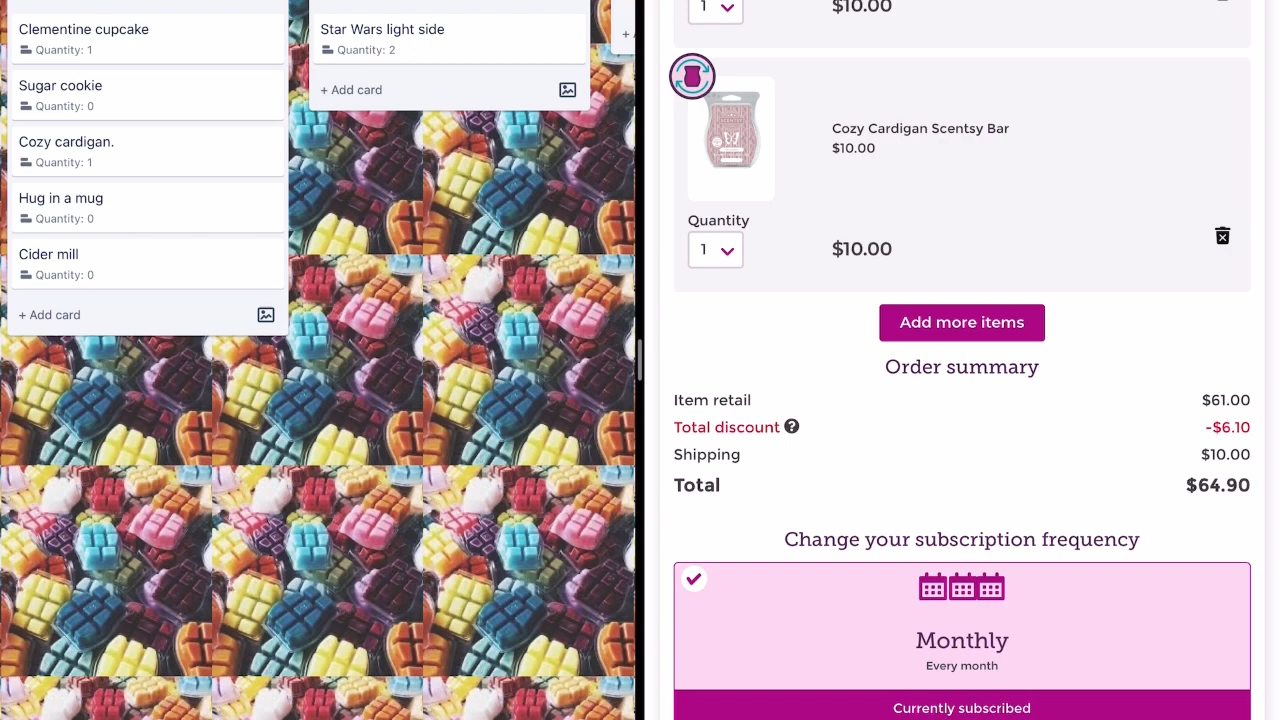 Clementine cupcake
Quantity: 1
Sugar cookie
Quantity: 0
Cozy cardigan.
Quantity: 1
Hug in a mug
Quantity: 0
Cider mill
Quantity: 0
+ Add card
Star Wars light side
Quantity: 2
+ Add card
1
$10.00
Cozy Cardigan Scentsy Bar
$10.00
Quantity
1
$10.00
Add more items
Order summary
Item retail $61.00
Total discount ? -$6.10
Shipping $10.00
Total $64.90
Change your subscription frequency
Monthly
Every month
Currently subscribed